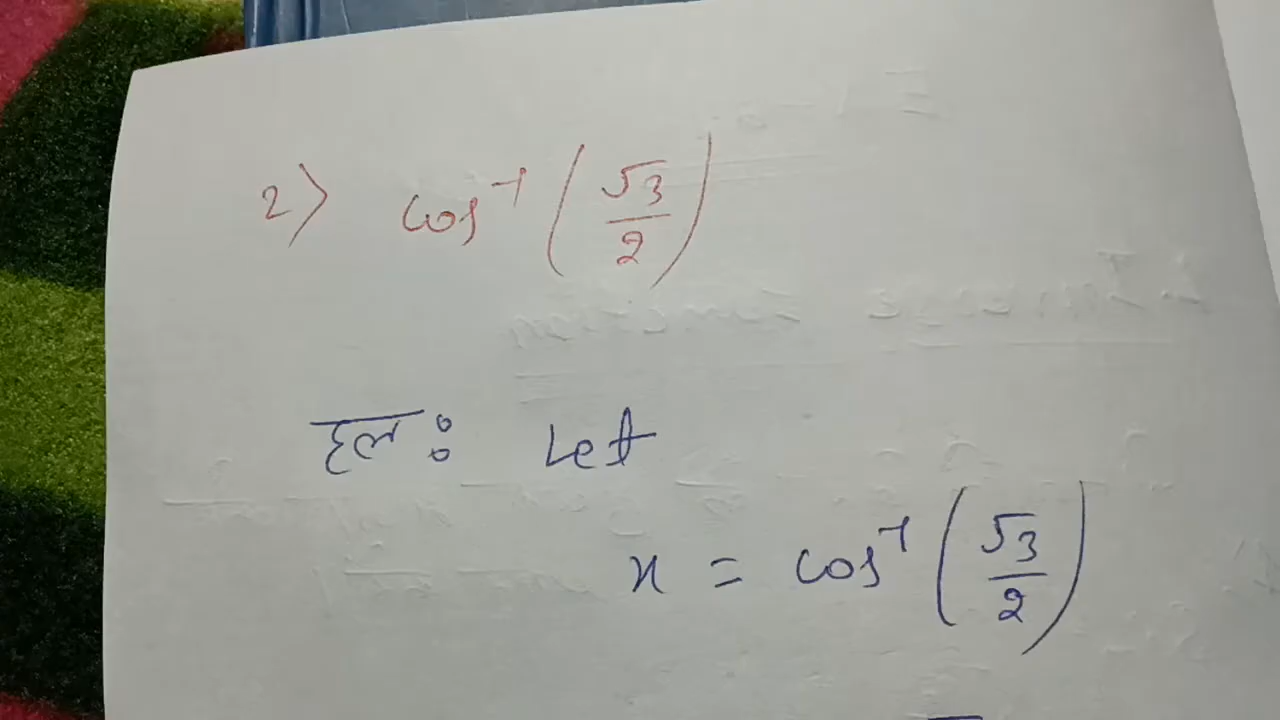 2) cos⁻¹ (√3/2)
हल: Let
x = cos⁻¹ (√3/2)